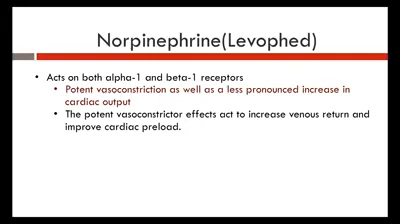 Norpinephrine(Levophed)
• Acts on both alpha-1 and beta-1 receptors
• Potent vasoconstriction as well as a less pronounced increase in
cardiac output
• The potent vasoconstrictor effects act to increase venous return and
improve cardiac preload.